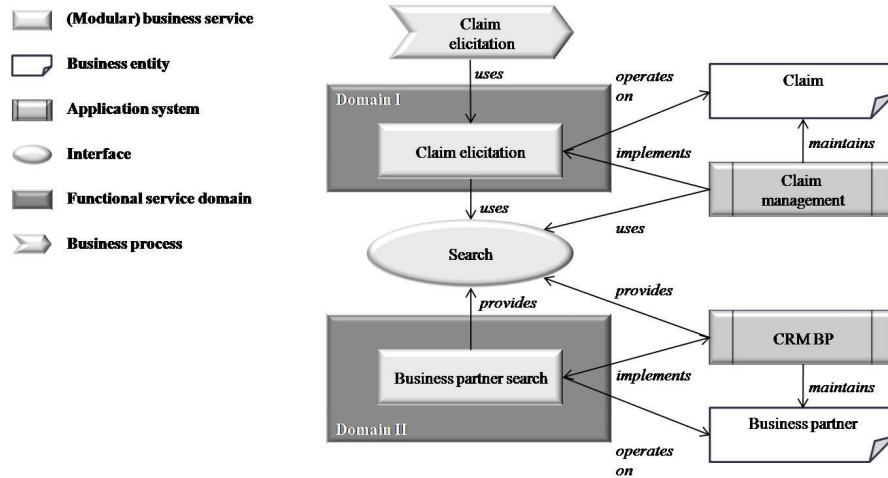 (Modular) business service
Business entity
Application system
Interface
Functional service domain
Business process
Claim
elicitation
uses
operates
on
Claim
Domain I
Claim elicitation
implements
maintains
Claim
management
uses
uses
Search
provides
provides
CRM BP
Business partner search
implements
maintains
Domain II
Business partner
operates
on